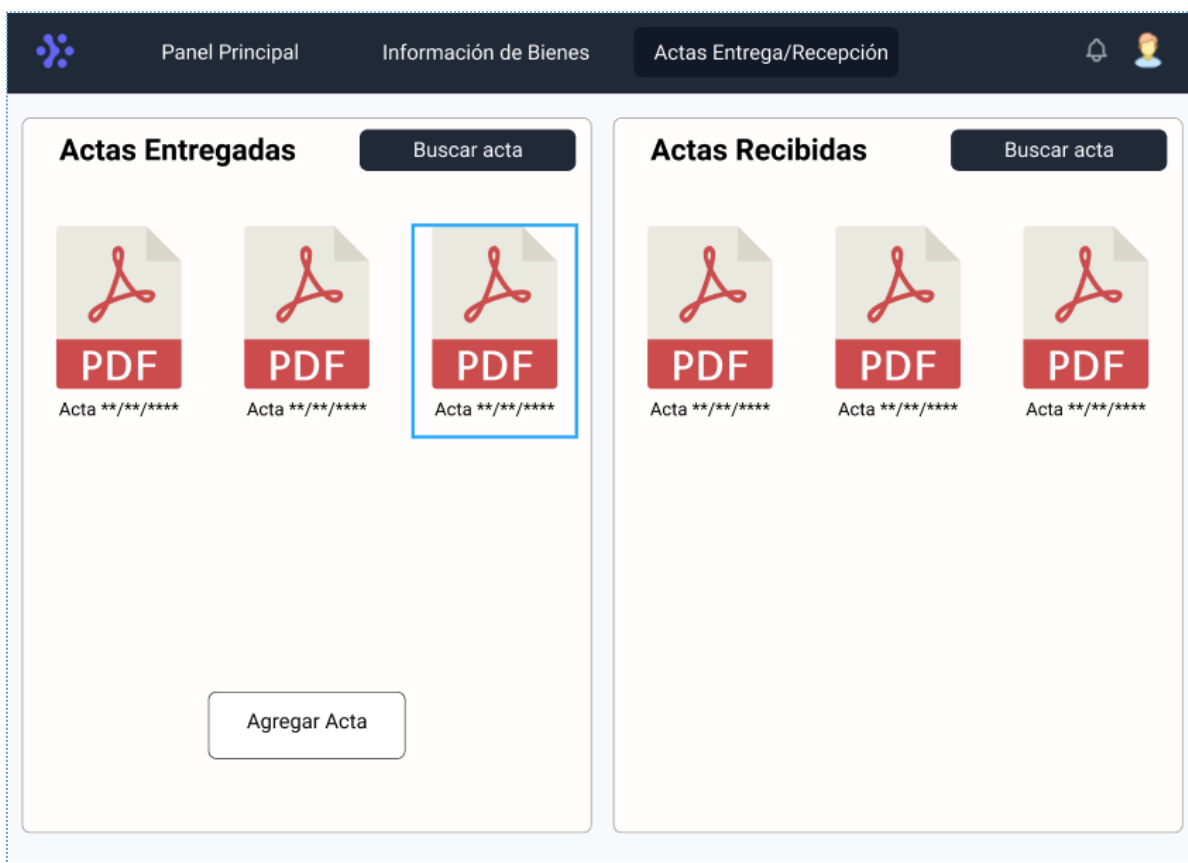 Panel Principal
Información de Bienes
Actas Entrega/Recepción
Actas Entregadas
Buscar acta
PDF
PDF
PDF
Acta **/**/****
Acta **/**/****
Acta **/**/****
Agregar Acta
Actas Recibidas
Buscar acta
PDF
PDF
PDF
Acta **/**/****
Acta **/**/****
Acta **/**/****